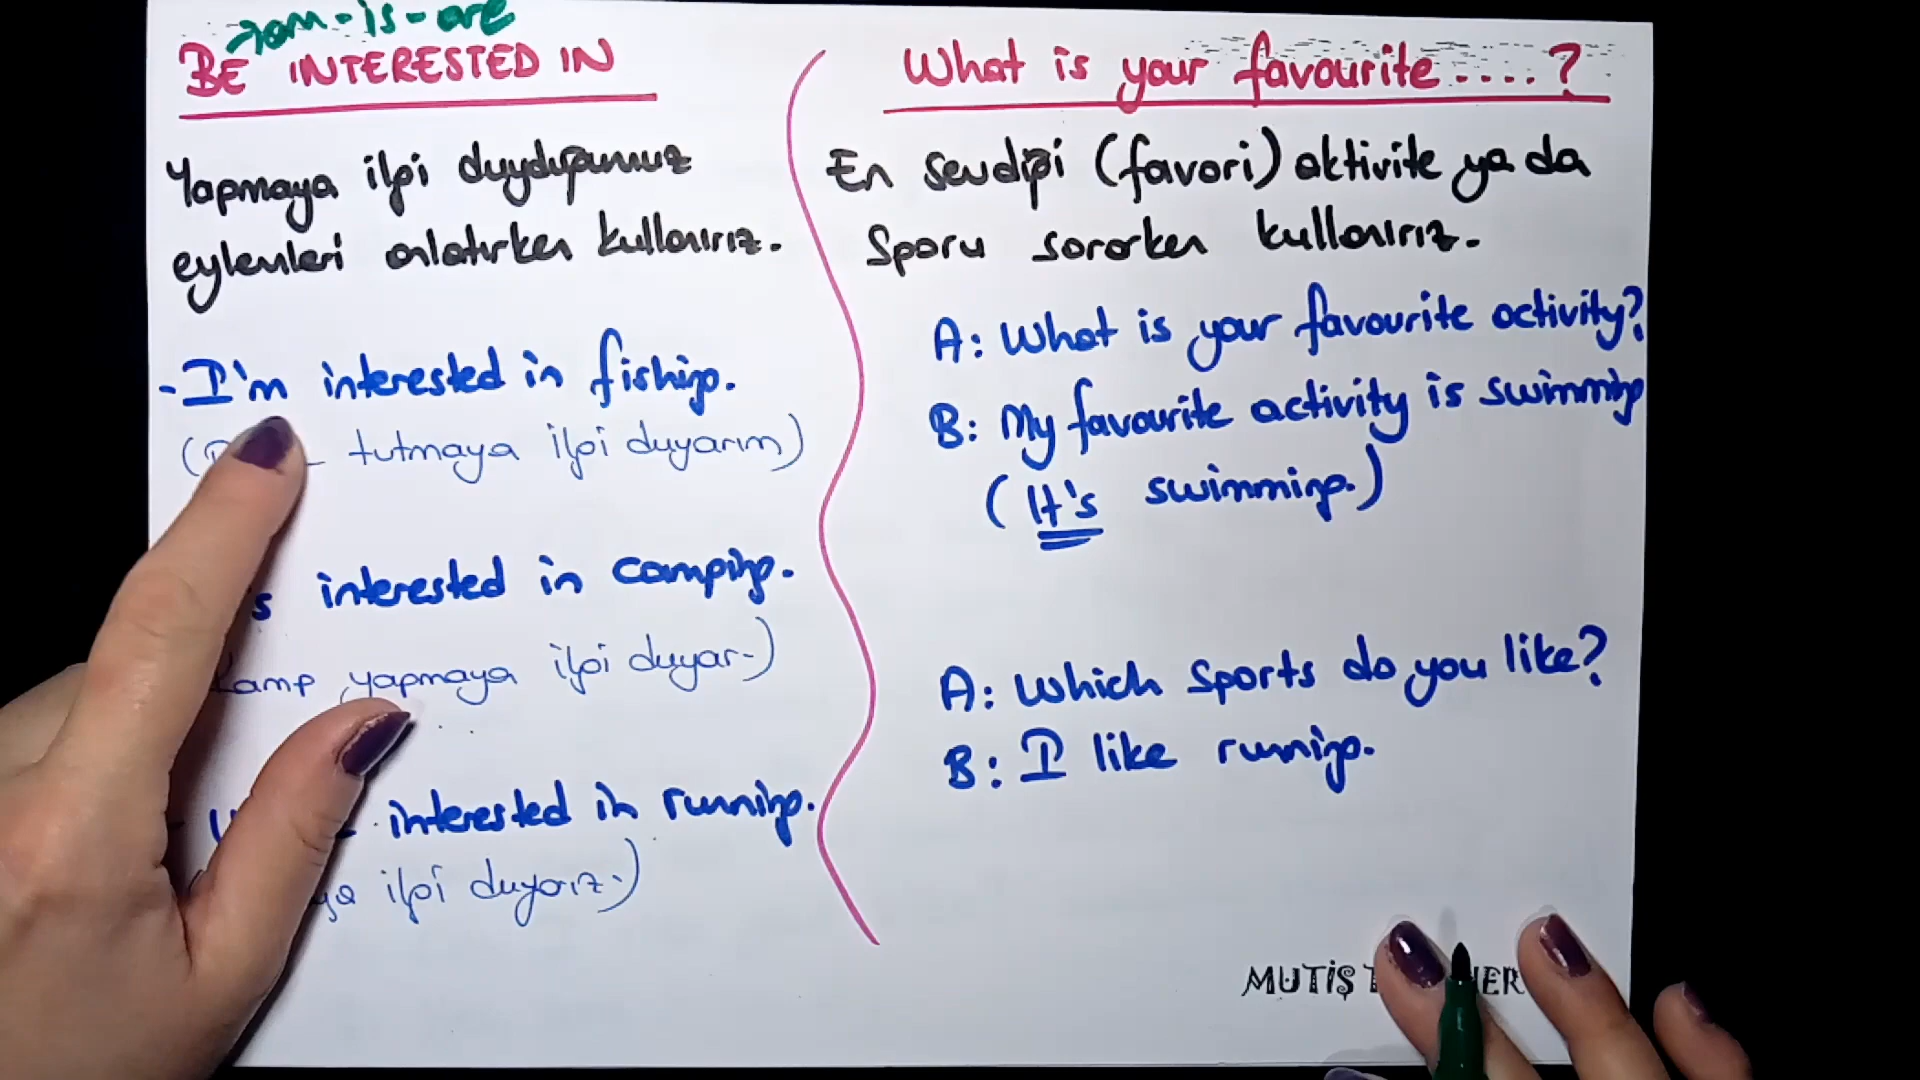 am - is - are
BE INTERESTED IN
Yapmaya ilgi duyduğumuz
eylemleri anlatırken kullanırız.
- I'm interested in fishing.
tutmaya ilgi duyarım)
interested in camping.
yapmaya ilgi duyar.)
interested in running.
ilgi duyarız.)
What is your favourite....?
En sevdiği (favori) aktivite ya da
Sporu sorarken kullanırız.
A: What is your favourite activity?
B: My favourite activity is swimming
(It's swimming.)
A: Which sports do you like?
B: I like running.
MUTİŞ